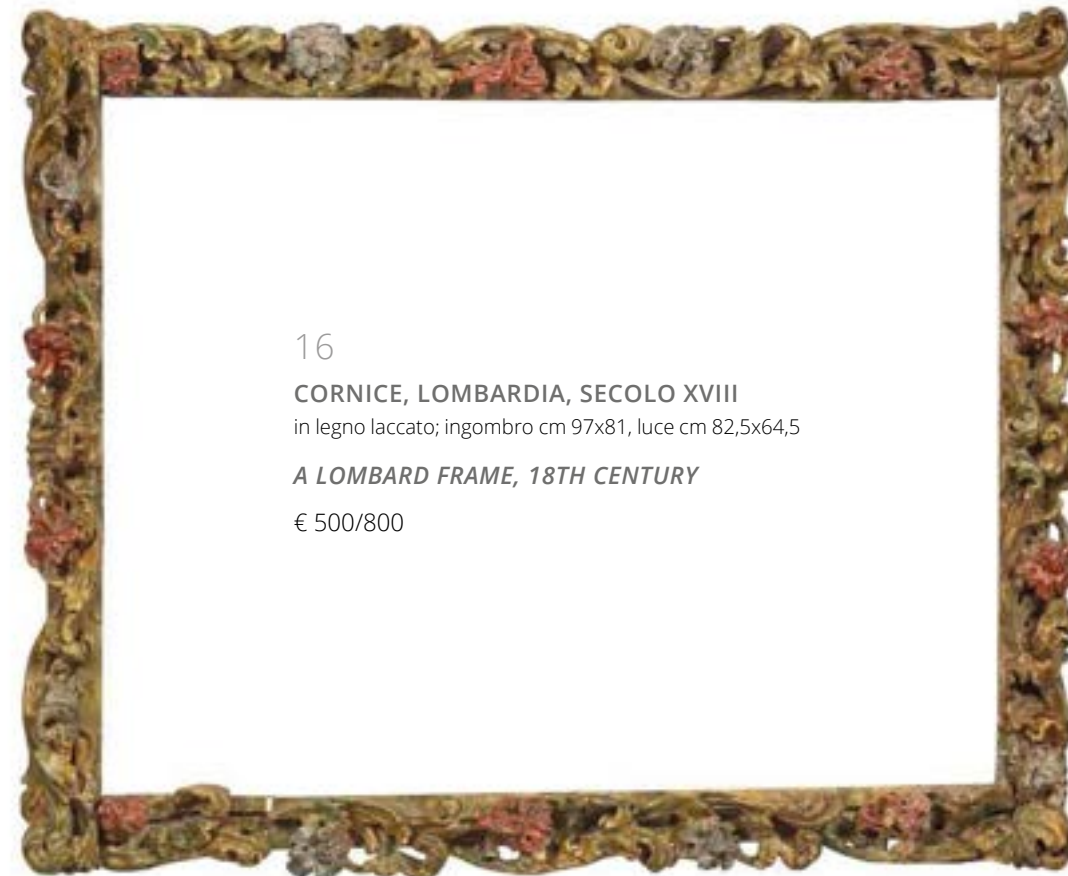 16
CORNICE, LOMBARDIA, SECOLO XVIII
in legno laccato; ingombro cm 97x81, luce cm 82,5x64,5
A LOMBARD FRAME, 18TH CENTURY
€ 500/800